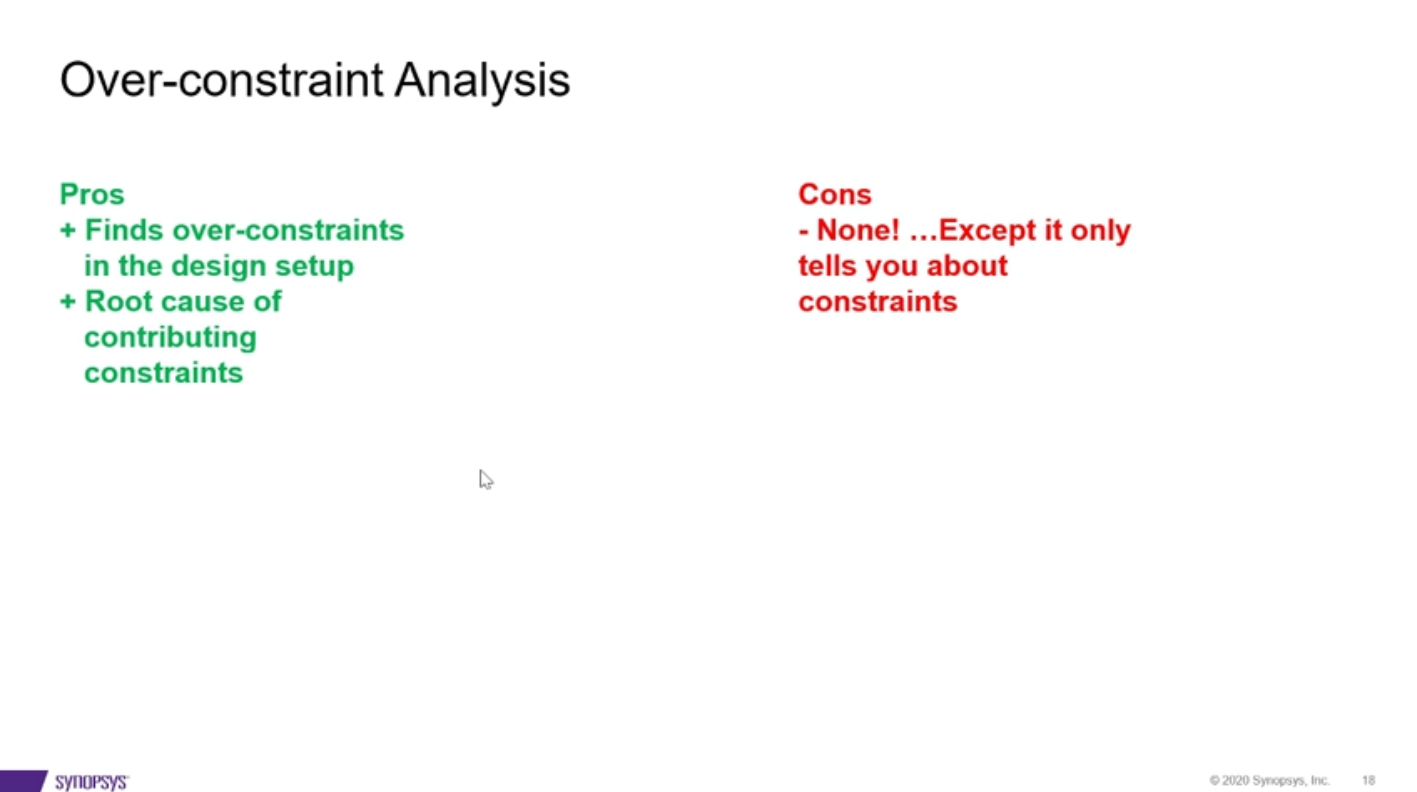 Over-constraint Analysis
Pros
+ Finds over-constraints
in the design setup
+ Root cause of
contributing
constraints
Cons
- None! ...Except it only
tells you about
constraints
SYNOPSYS
© 2020 Synopsys, Inc.
18